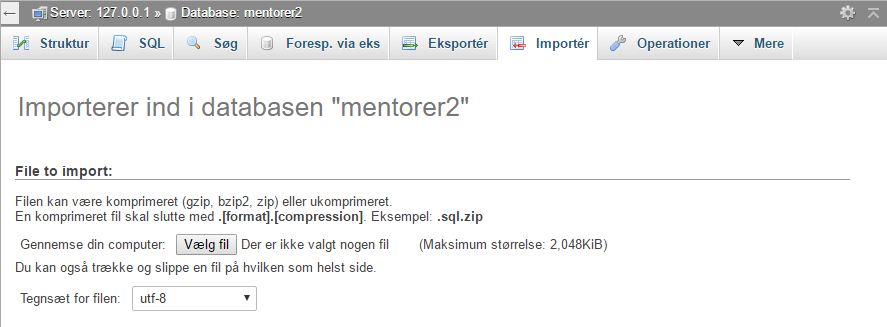 Server: 127.0.0.1 » Database: mentorer2
Struktur SQL Søg Foresp. via eks Eksportér Importér Operationer Mere
Importerer ind i databasen "mentorer2"
File to import:
Filen kan være komprimeret (gzip, bzip2, zip) eller ukomprimeret.
En komprimeret fil skal slutte med .[format].[compression]. Eksempel: .sql.zip
Gennemse din computer: Vælg fil Der er ikke valgt nogen fil (Maksimum størrelse: 2,048KiB)
Du kan også trække og slippe en fil på hvilken som helst side.
Tegnsæt for filen: utf-8